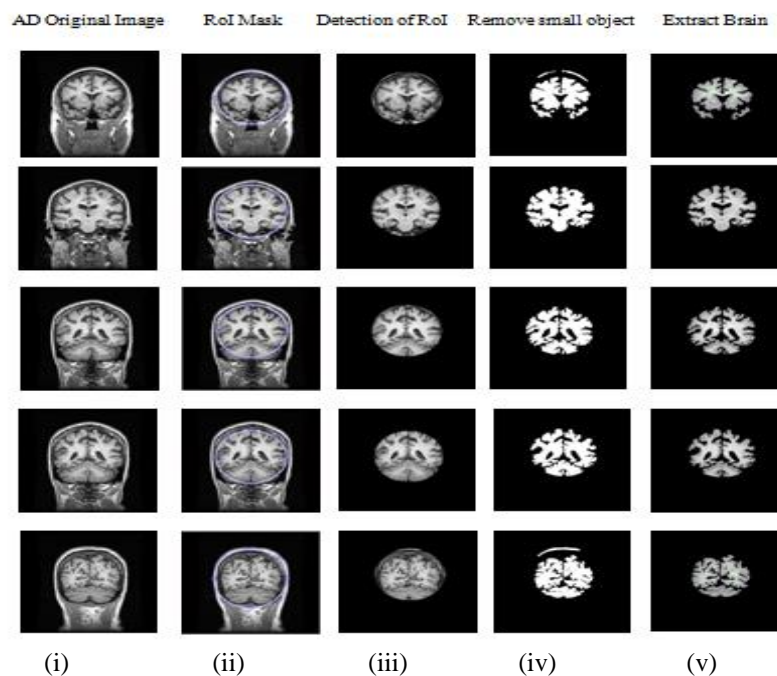 AD Original Image RoI Mask Detection of RoI Remove small object Extract Brain
(i) (ii) (iii) (iv) (v)